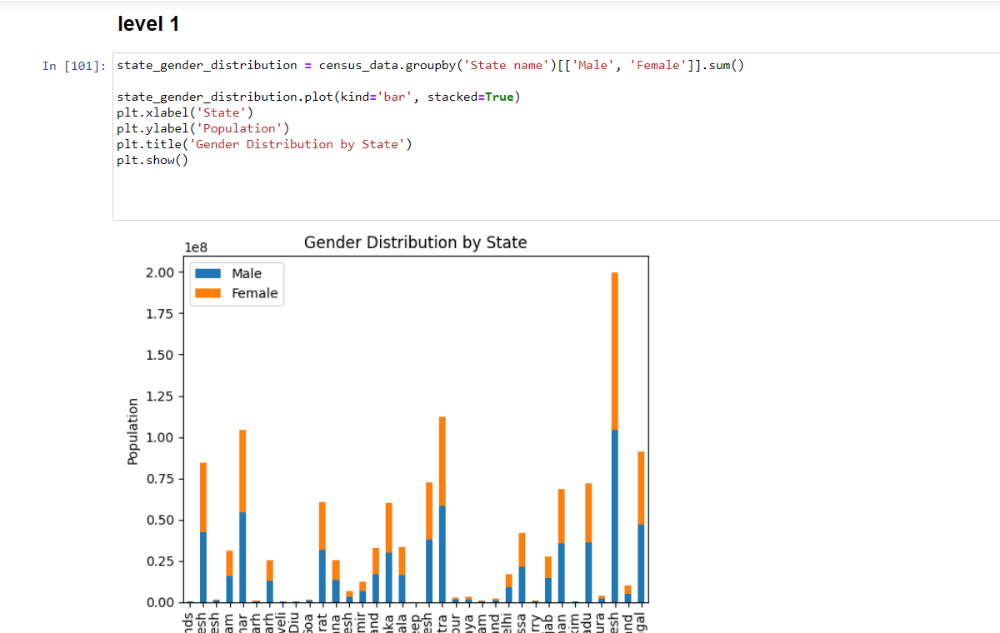 level 1
In [101]:
state_gender_distribution = census_data.groupby('State name')[['Male', 'Female']].sum()
state_gender_distribution.plot(kind='bar', stacked=True)
plt.xlabel('State')
plt.ylabel('Population')
plt.title('Gender Distribution by State')
plt.show()
Gender Distribution by State
1e8
Male
Female
2.00
1.75
1.50
1.25
1.00
0.75
0.50
0.25
0.00
Population
nds
esh
esh
am
nar
arh
arh
veli
Diu
Goa
rat
na
esh
mir
and
ka
ala
eep
esh
tra
our
aya
am
and
elhi
ssa
rry
jab
han
kim
adu
ura
esh
and
gal